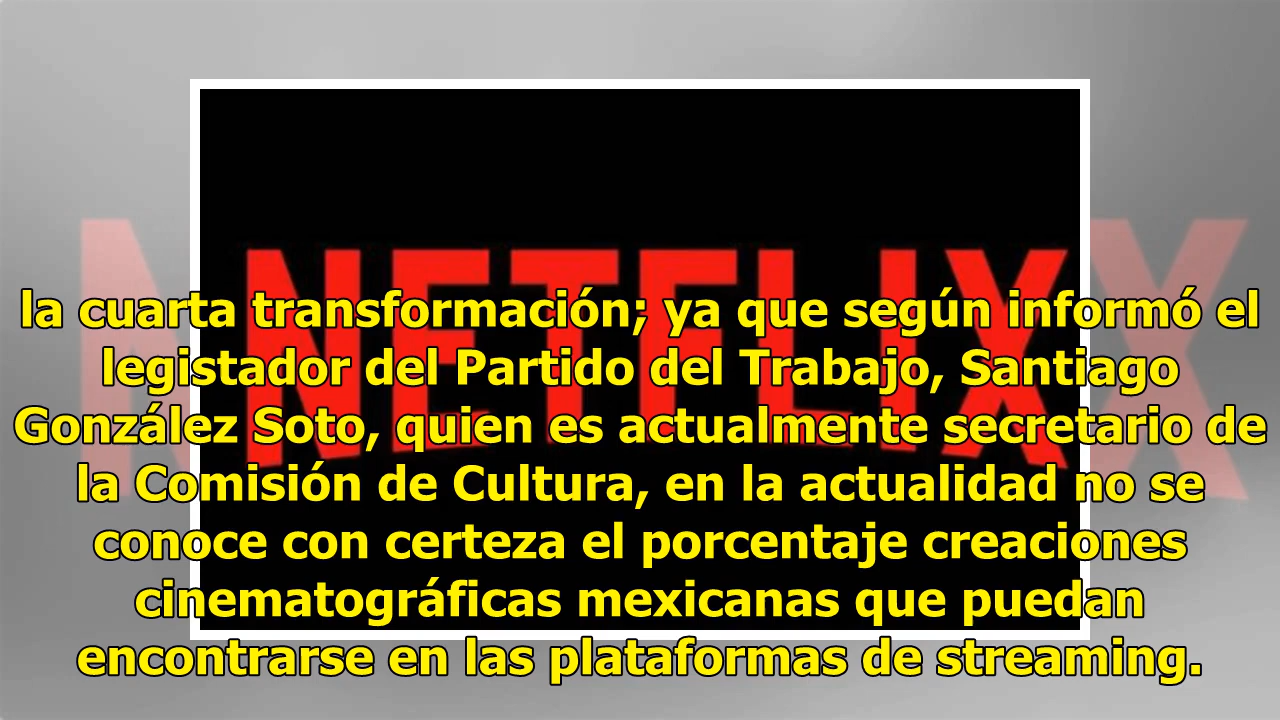 NETFLIX
la cuarta transformación; ya que según informó el
legistador del Partido del Trabajo, Santiago
González Soto, quien es actualmente secretario de
la Comisión de Cultura, en la actualidad no se
conoce con certeza el porcentaje creaciones
cinematográficas mexicanas que puedan
encontrarse en las plataformas de streaming.